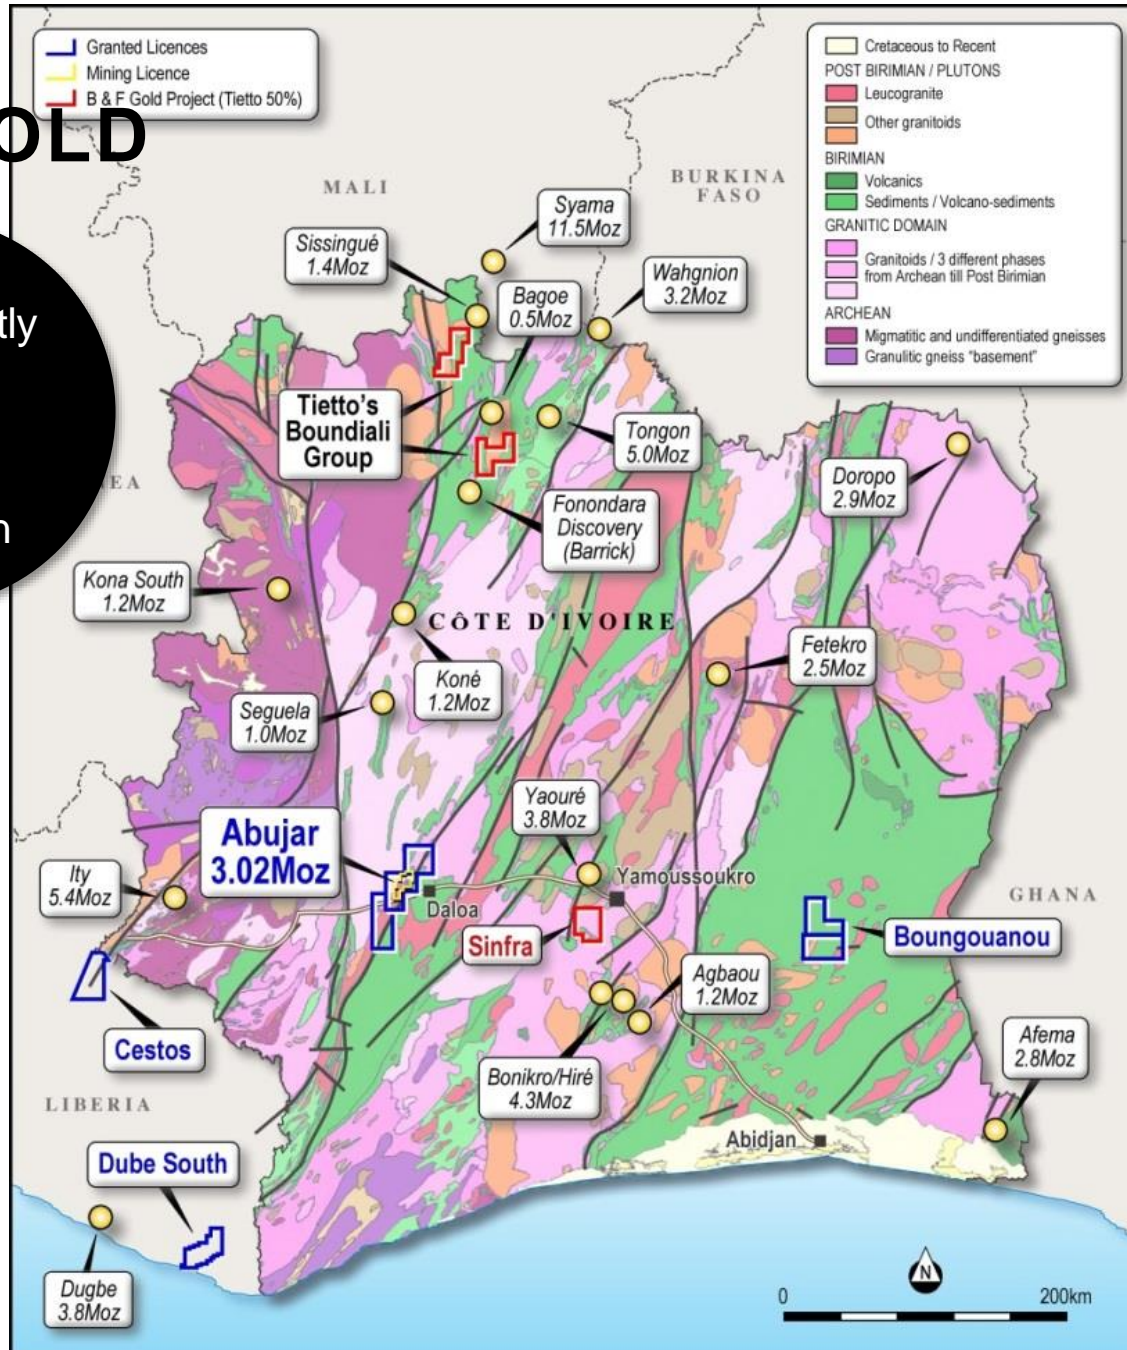 Granted Licences
Mining Licence
B & F Gold Project (Tietto 50%)
OLD
tly
n
Cretaceous to Recent
POST BIRIMIAN / PLUTONS
Leucogranite
Other granitoids
BIRIMIAN
Volcanics
Sediments / Volcano-sediments
GRANITIC DOMAIN
Granitoids / 3 different phases
from Archean till Post Birimian
ARCHEAN
Migmatitic and undifferentiated gneisses
Granulitic gneiss "basement"
MALI
BURKINA
FASO
Syama
11.5Moz
Sissingué
1.4Moz
Wahgnion
3.2Moz
Bagoe
0.5Moz
Tietto's
Boundiali
Group
Tongon
5.0Moz
Doropo
2.9Moz
EA
Fonondara
Discovery
(Barrick)
Kona South
1.2Moz
CÔTE D'IVOIRE
Fetekro
2.5Moz
Koné
1.2Moz
Seguela
1.0Moz
Yaouré
3.8Moz
Abujar
3.02Moz
Ity
5.4Moz
Yamoussoukro
Daloa
GHANA
Sinfra
Boungouanou
Agbaou
1.2Moz
Cestos
Afema
2.8Moz
Bonikro/Hiré
4.3Moz
LIBERIA
Abidjan
Dube South
Dugbe
3.8Moz
N
0
200km